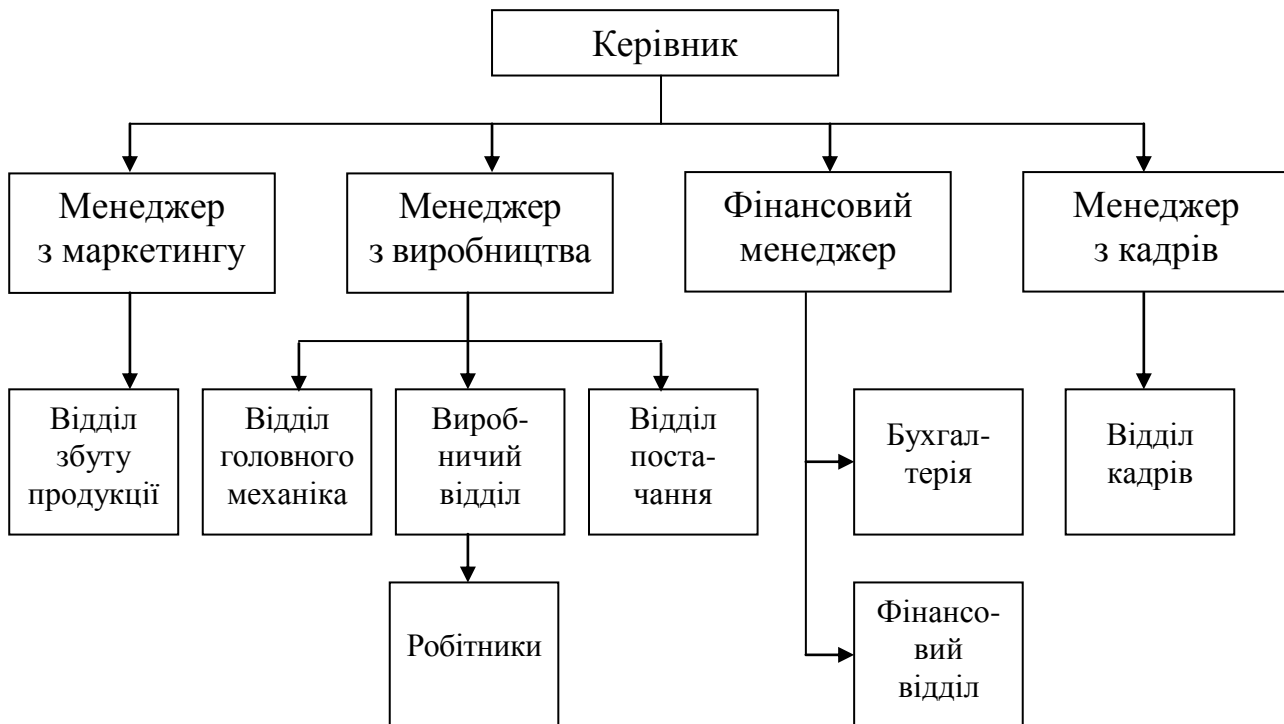 Керівник
Менеджер
з маркетингу
Менеджер
з виробництва
Фінансовий
менеджер
Менеджер
з кадрів
Відділ
збуту
продукції
Відділ
головного
механіка
Вироб-
ничий
відділ
Відділ
поста-
чання
Бухгал-
терія
Відділ
кадрів
Робітники
Фінансо-
вий
відділ